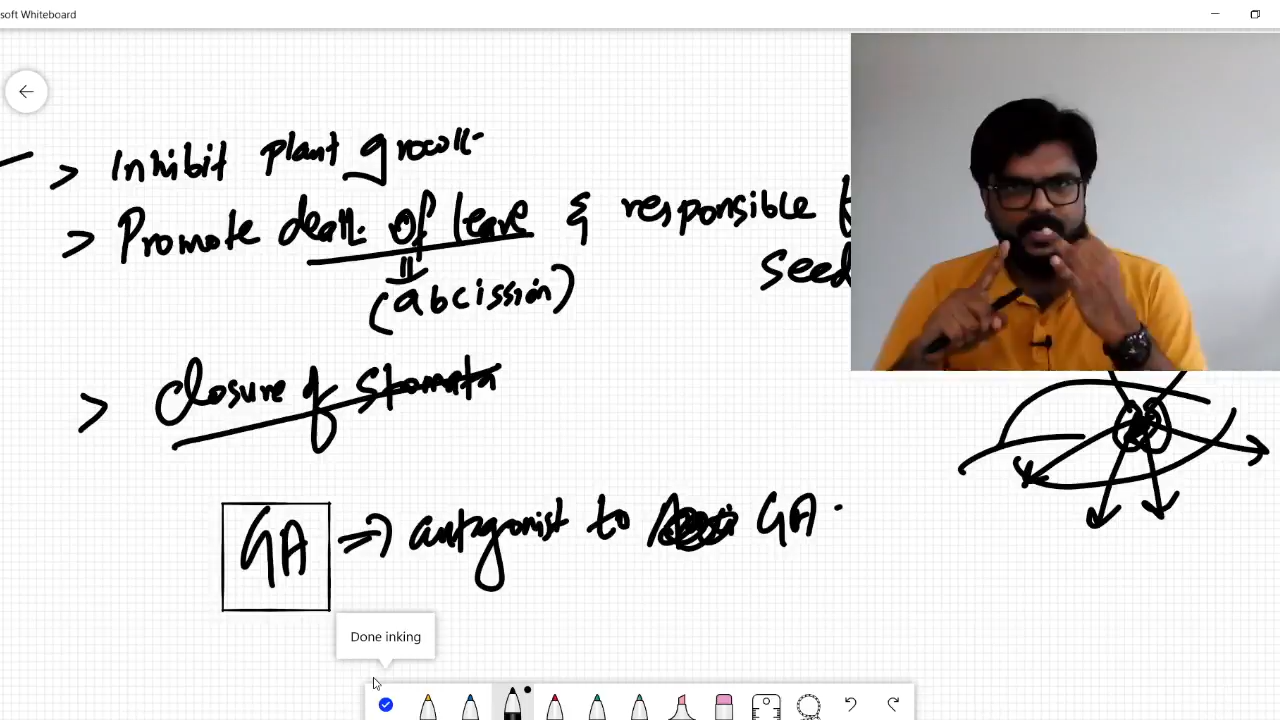 soft Whiteboard
> Inhibit plant growth
> Promote death of leave & responsible
seed
(abcission)
> closure of stomata
GA => antagonist to GA
Done inking